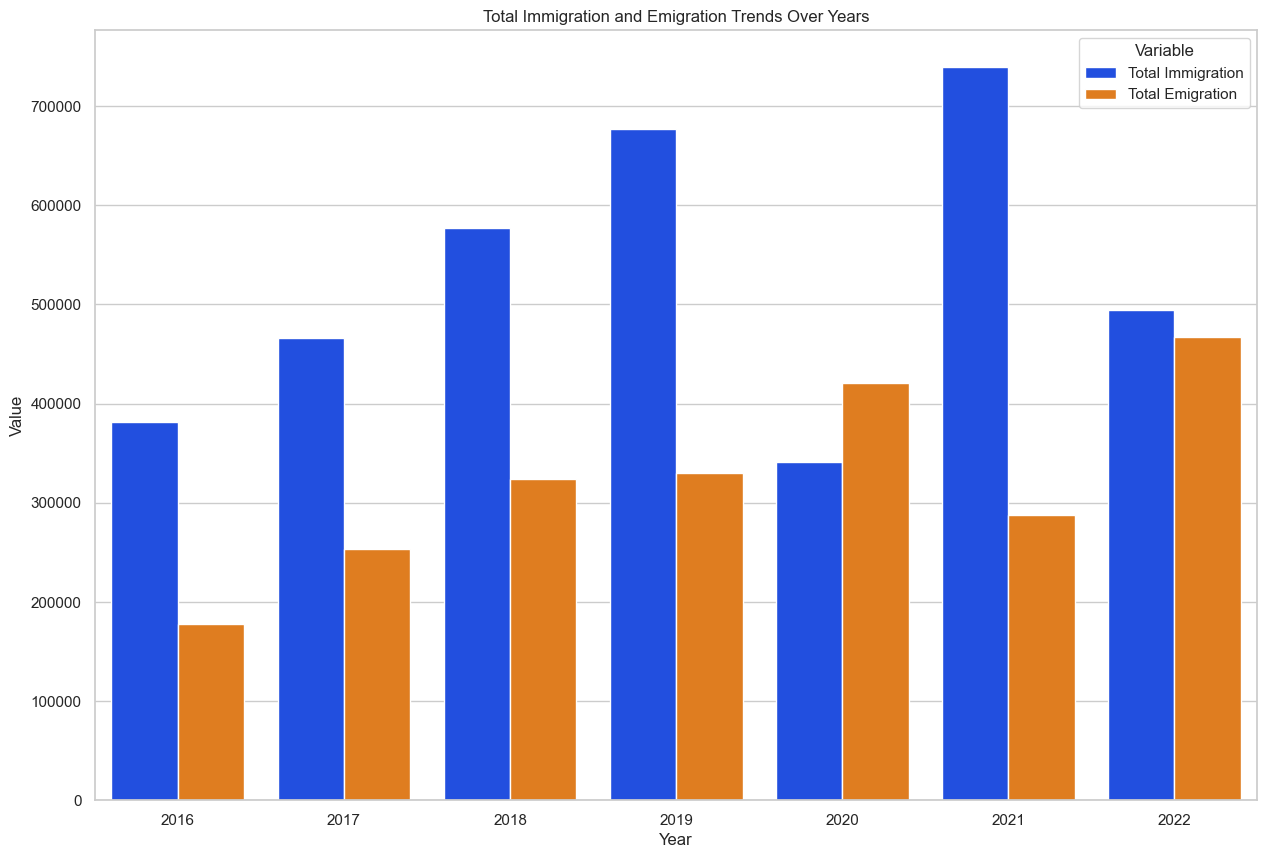 Total Immigration and Emigration Trends Over Years
Variable
Total Immigration
Total Emigration
700000
600000
500000
400000
300000
200000
100000
0
Value
2016 2017 2018 2019 2020 2021 2022
Year